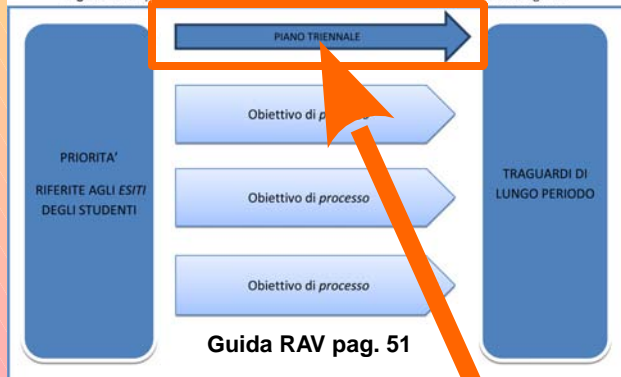 PIANO TRIENNALE
PRIORITA'
RIFERITE AGLI ESITI
DEGLI STUDENTI
Obiettivo di
Obiettivo di processo
Obiettivo di processo
TRAGUARDI DI
LUNGO PERIODO
Guida RAV pag. 51